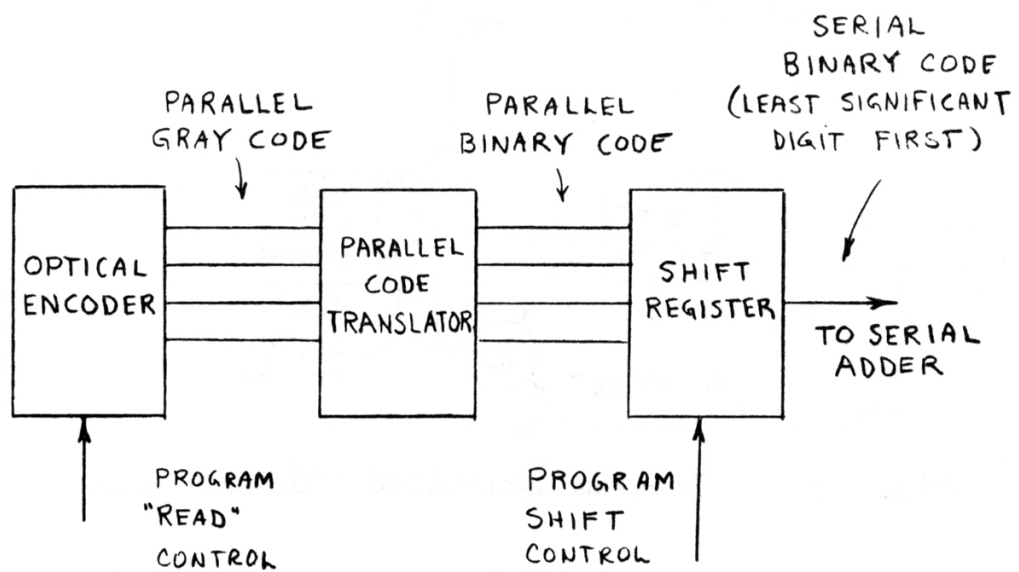 SERIAL
BINARY CODE
(LEAST SIGNIFICANT
DIGIT FIRST)
PARALLEL
GRAY CODE
PARALLEL
BINARY CODE
OPTICAL
ENCODER
PARALLEL
CODE
TRANSLATOR
SHIFT
REGISTER
TO SERIAL
ADDER
PROGRAM
"READ"
CONTROL
PROGRAM
SHIFT
CONTROL